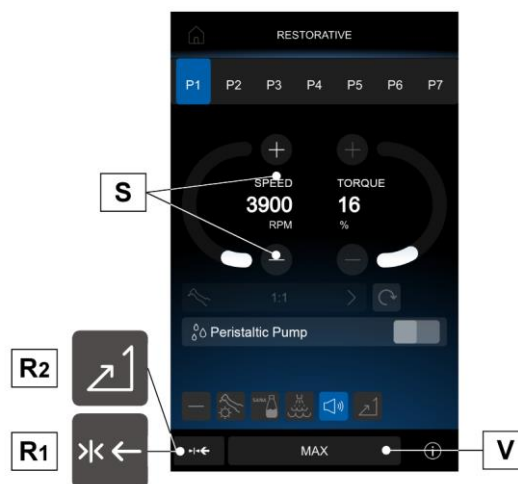 RESTORATIVE
P1 P2 P3 P4 P5 P6 P7
S
SPEED TORQUE
3900 16
RPM %
1:1
Peristaltic Pump
R2
R1
MAX
V